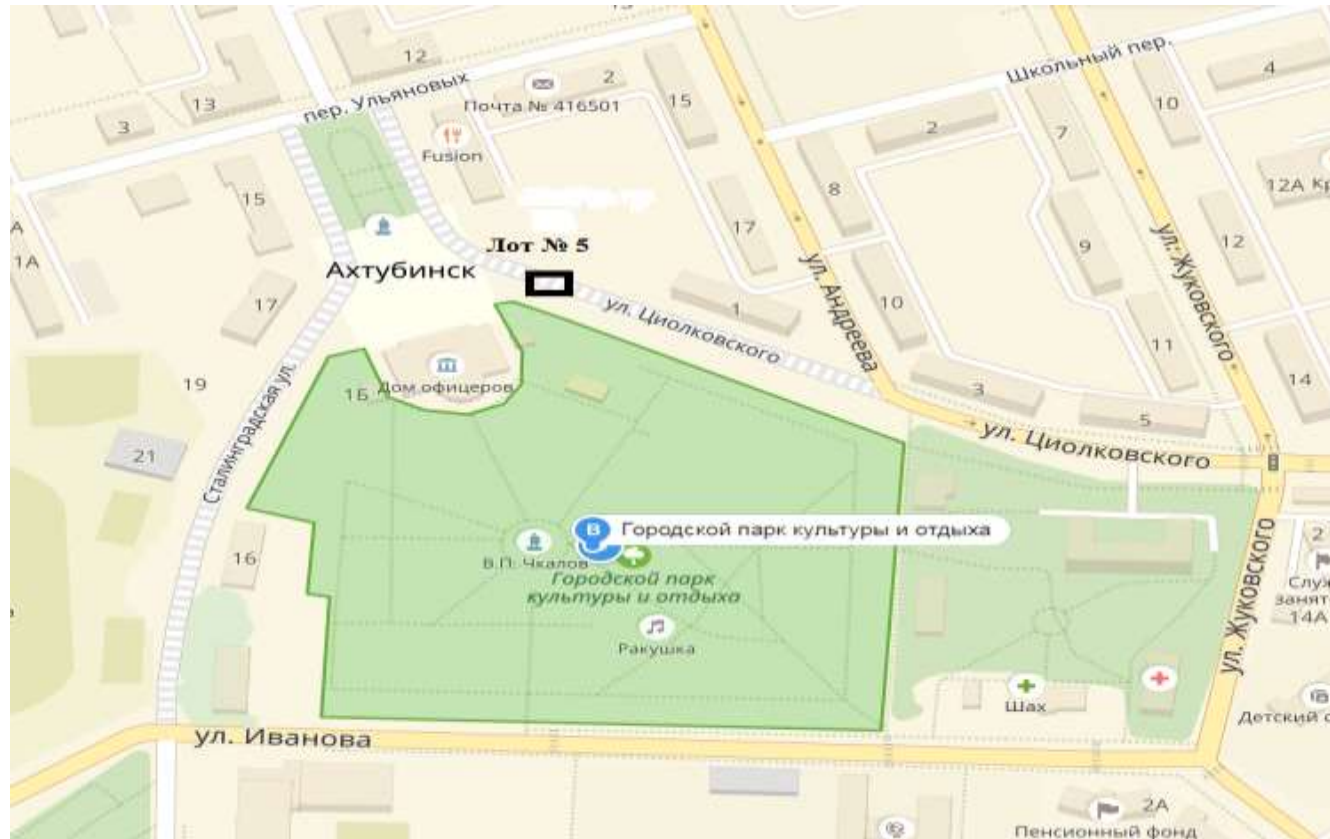 12
13
3
пер. Ульяновых
Почта № 416501
2
15
Fusion
Школьный пер.
4
10
2
7
8
12А
15
17
9
12
ул. Жуковского
1А
Лот № 5
Ахтубинск
17
ул. Андреева
10
1
ул. Циолковского
11
14
19
1Б
Дом офицеров
3
5
ул. Циолковского
21
Сталинградская ул.
16
В
Городской парк культуры и отдыха
В.П. Чкалов
Городской парк
культуры и отдыха
Ракушка
2
14А
ул. Жуковского
Шах
Детский
ул. Иванова
2А
Пенсионный фонд